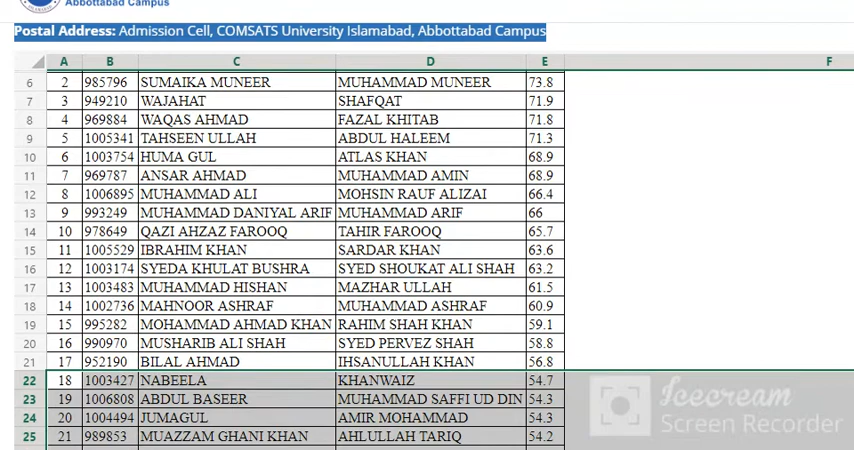 Abbottabad Campus
Postal Address: Admission Cell, COMSATS University Islamabad, Abbottabad Campus
A B C D E F
6 2 985796 SUMAIKA MUNEER MUHAMMAD MUNEER 73.8
7 3 949210 WAJAHAT SHAFQAT 71.9
8 4 969884 WAQAS AHMAD FAZAL KHITAB 71.8
9 5 1005341 TAHSEEN ULLAH ABDUL HALEEM 71.3
10 6 1003754 HUMA GUL ATLAS KHAN 68.9
11 7 969787 ANSAR AHMAD MUHAMMAD AMIN 68.9
12 8 1006895 MUHAMMAD ALI MOHSIN RAUF ALIZAI 66.4
13 9 993249 MUHAMMAD DANIYAL ARIF MUHAMMAD ARIF 66
14 10 978649 QAZI AHZAZ FAROOQ TAHIR FAROOQ 65.7
15 11 1005529 IBRAHIM KHAN SARDAR KHAN 63.6
16 12 1003174 SYEDA KHULAT BUSHRA SYED SHOUKAT ALI SHAH 63.2
17 13 1003483 MUHAMMAD HISHAN MAZHAR ULLAH 61.5
18 14 1002736 MAHNOOR ASHRAF MUHAMMAD ASHRAF 60.9
19 15 995282 MOHAMMAD AHMAD KHAN RAHIM SHAH KHAN 59.1
20 16 990970 MUSHARIB ALI SHAH SYED PERVEZ SHAH 58.8
21 17 952190 BILAL AHMAD IHSANULLAH KHAN 56.8
22 18 1003427 NABEELA KHANWAIZ 54.7
23 19 1006808 ABDUL BASEER MUHAMMAD SAFFI UD DIN 54.3
24 20 1004494 JUMAGUL AMIR MOHAMMAD 54.3
25 21 989853 MUAZZAM GHANI KHAN AHLULLAH TARIQ 54.2
Icecream
Screen Recorder